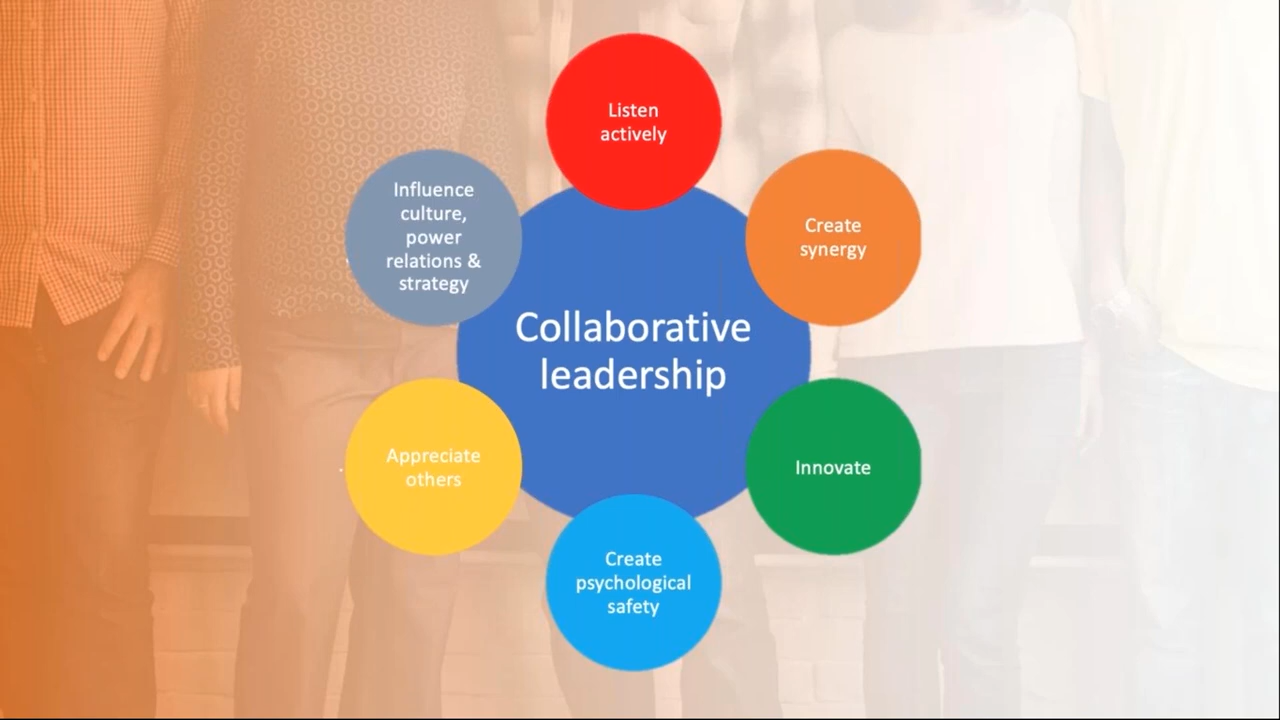 Listen
actively
Create
synergy
Innovate
Create
psychological
safety
Appreciate
others
Influence
culture,
power
relations &
strategy
Collaborative
leadership